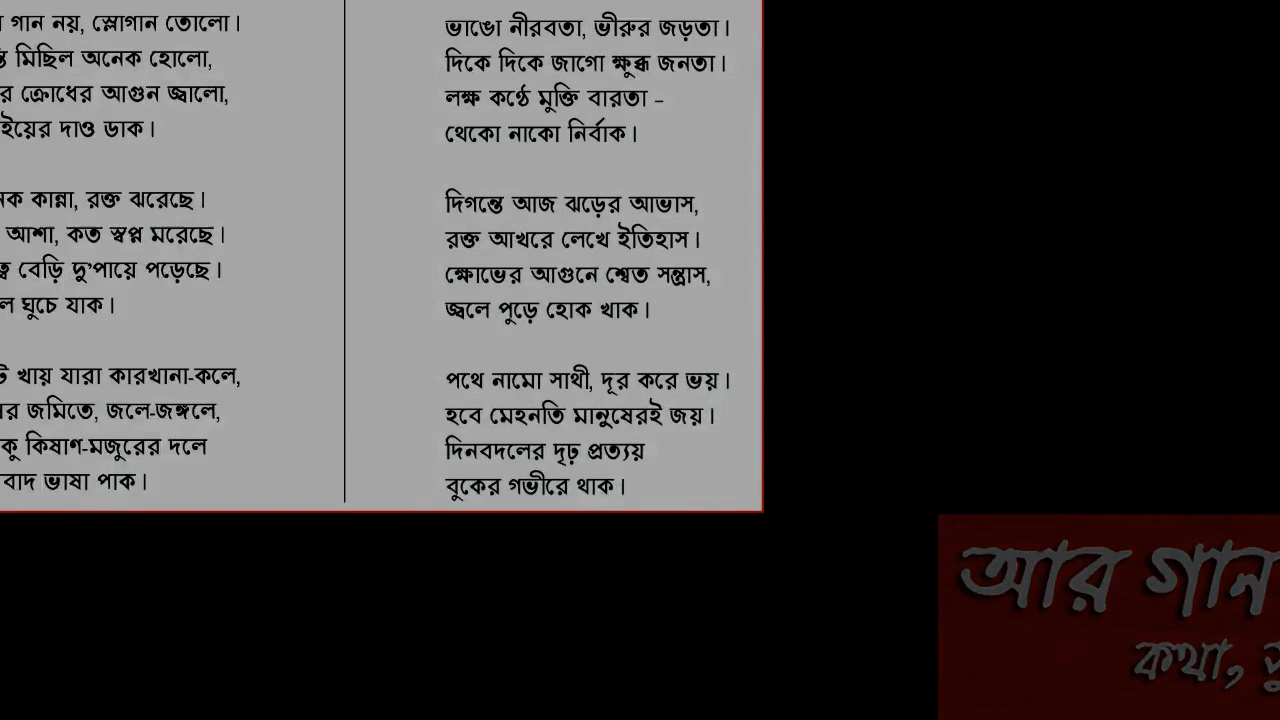 গান নয়, স্লোগান তোলো।
মিছিল অনেক হোলো,
ক্রোধের আগুন জ্বালো,
দাও ডাক।
কান্না, রক্ত ঝরেছে।
আশা, কত স্বপ্ন মরেছে।
বেড়ি দু'পায়ে পড়েছে।
ঘুচে যাক।
খায় যারা কারখানা-কলে,
জমিতে, জলে-জঙ্গলে,
কিষাণ-মজুরের দলে
ভাষা পাক।
ভাঙো নীরবতা, ভীরুর জড়তা।
দিকে দিকে জাগো ক্ষুব্ধ জনতা।
লক্ষ কণ্ঠে মুক্তি বারতা –
থেকো নাকো নির্বাক।
দিগন্তে আজ ঝড়ের আভাস,
রক্ত আখরে লেখে ইতিহাস।
ক্ষোভের আগুনে শ্বেত সন্ত্রাস,
জ্বলে পুড়ে হোক খাক।
পথে নামো সাথী, দূর করে ভয়।
হবে মেহনতি মানুষেরই জয়।
দিনবদলের দৃঢ় প্রত্যয়
বুকের গভীরে থাক।
আর গান
কথা,